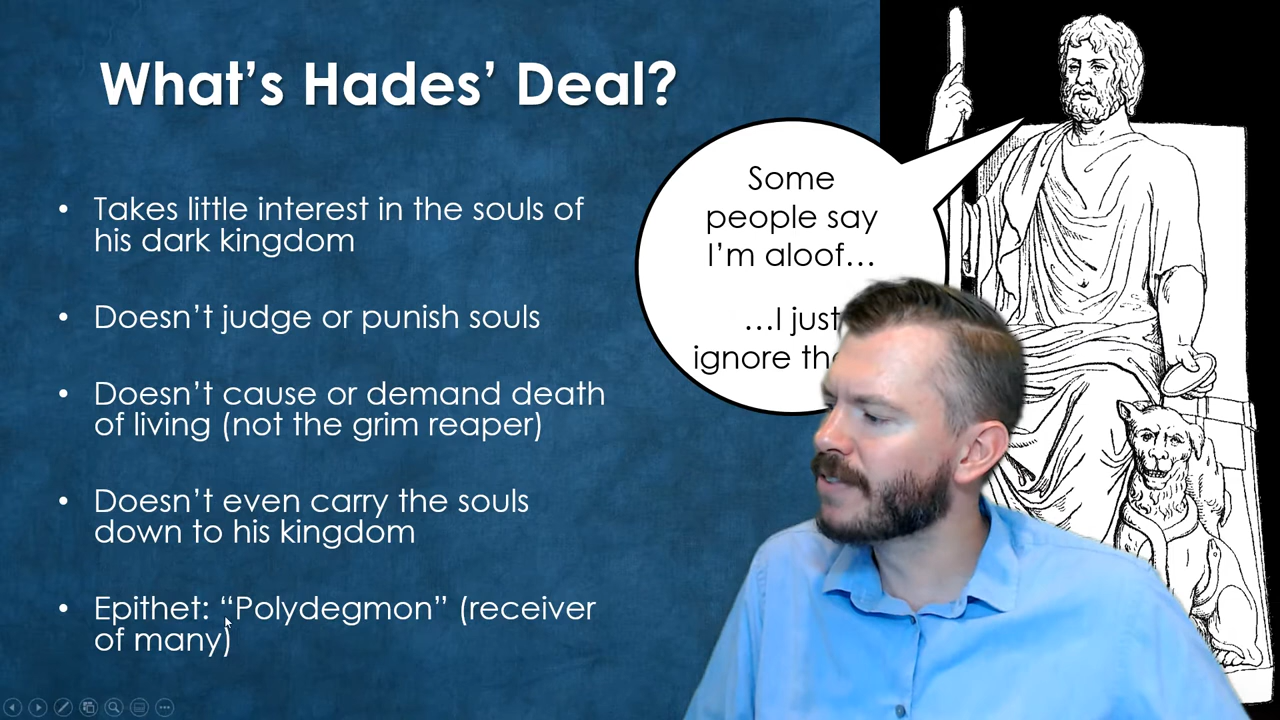 What’s Hades’ Deal?
• Takes little interest in the souls of
his dark kingdom
• Doesn’t judge or punish souls
• Doesn’t even cause or demand death
of living (not the grim reaper)
• Doesn’t even carry the souls
down to his kingdom
• Epithet: “Polydegmon” (receiver
of many)
Some
people say
I’m aloof…
…I just
ignore